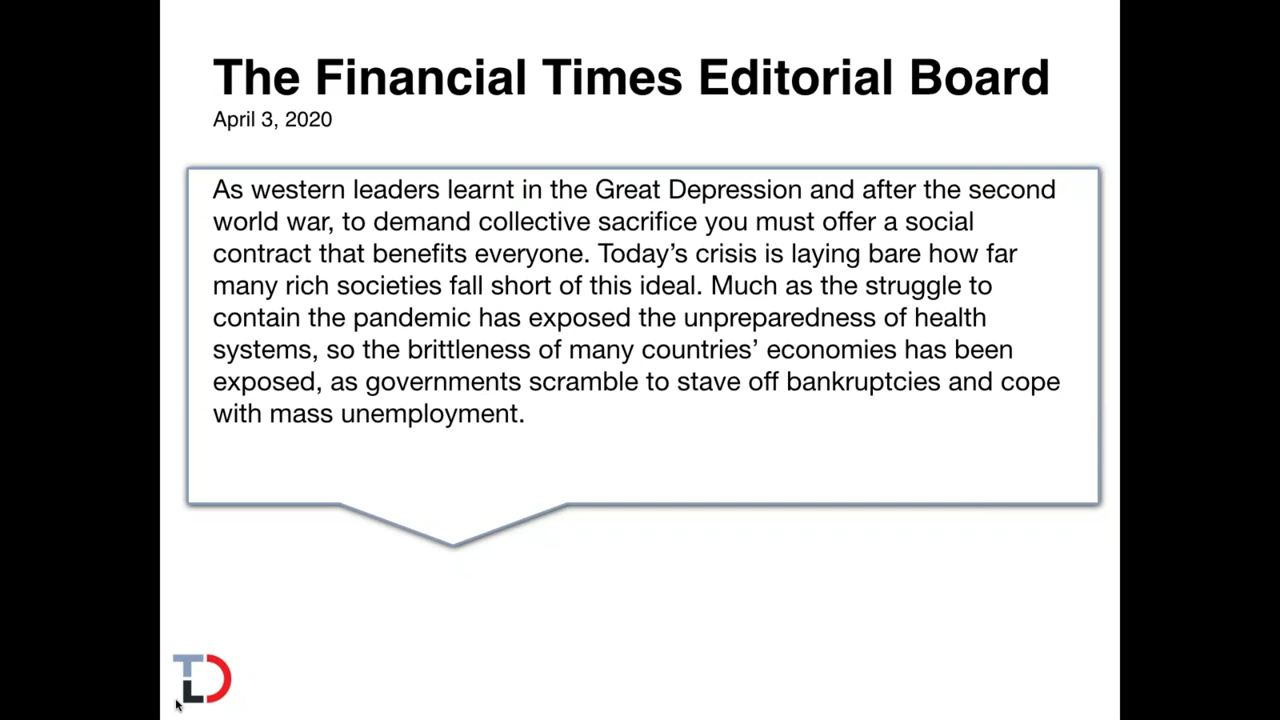 The Financial Times Editorial Board
April 3, 2020
As western leaders learnt in the Great Depression and after the second
world war, to demand collective sacrifice you must offer a social
contract that benefits everyone. Today’s crisis is laying bare how far
many rich societies fall short of this ideal. Much as the struggle to
contain the pandemic has exposed the unpreparedness of health
systems, so the brittleness of many countries’ economies has been
exposed, as governments scramble to stave off bankruptcies and cope
with mass unemployment.
TLD